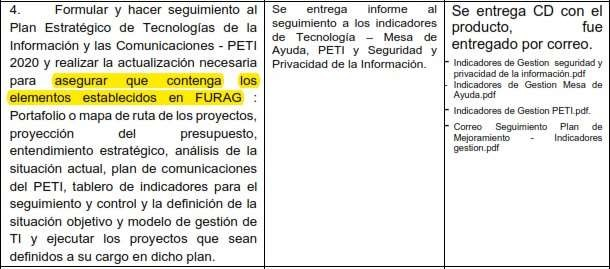 4. Formular y hacer seguimiento al
Plan Estratégico de Tecnologías de la
Información y las Comunicaciones - PETI
2020 y realizar la actualización necesaria
para asegurar que contenga los
elementos establecidos en FURAG :
Portafolio o mapa de ruta de los proyectos,
proyección del presupuesto,
entendimiento estratégico, análisis de la
situación actual, plan de comunicaciones
del PETI, tablero de indicadores para el
seguimiento y control y la definición de la
situación objetivo y modelo de gestión de
TI y ejecutar los proyectos que sean
definidos a su cargo en dicho plan.
Se entrega informe al
seguimiento a los indicadores
de Tecnología – Mesa de
Ayuda, PETI y Seguridad y
Privacidad de la Información.
Se entrega CD con el
producto, fue
entregado por correo.
- Indicadores de Gestion seguridad y
privacidad de la información.pdf
- Indicadores de Gestion Mesa de
Ayuda.pdf
- Indicadores de Gestion PETI.pdf.
- Correo Seguimiento Plan de
Mejoramiento - Indicadores
gestion.pdf